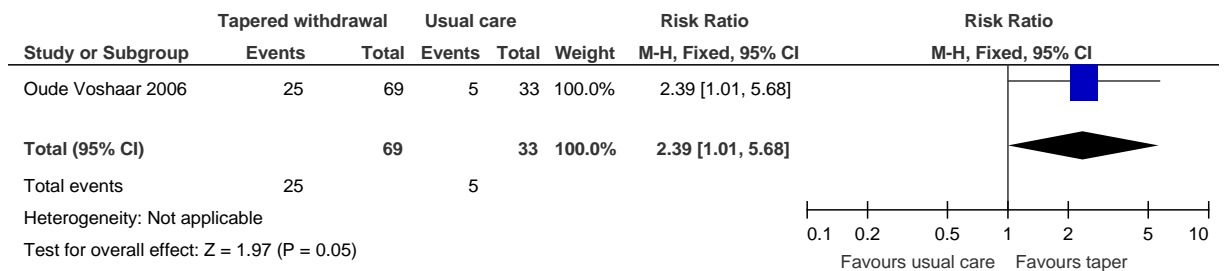 Tapered withdrawal Usual care Risk Ratio Risk Ratio
Study or Subgroup Events Total Events Total Weight M-H, Fixed, 95% CI M-H, Fixed, 95% CI
Oude Voshaar 2006 25 69 5 33 100.0% 2.39 [1.01, 5.68]
Total (95% CI) 69 33 100.0% 2.39 [1.01, 5.68]
Total events 25 5
Heterogeneity: Not applicable
Test for overall effect: Z = 1.97 (P = 0.05)
0.1 0.2 0.5 1 2 5 10
Favours usual care Favours taper